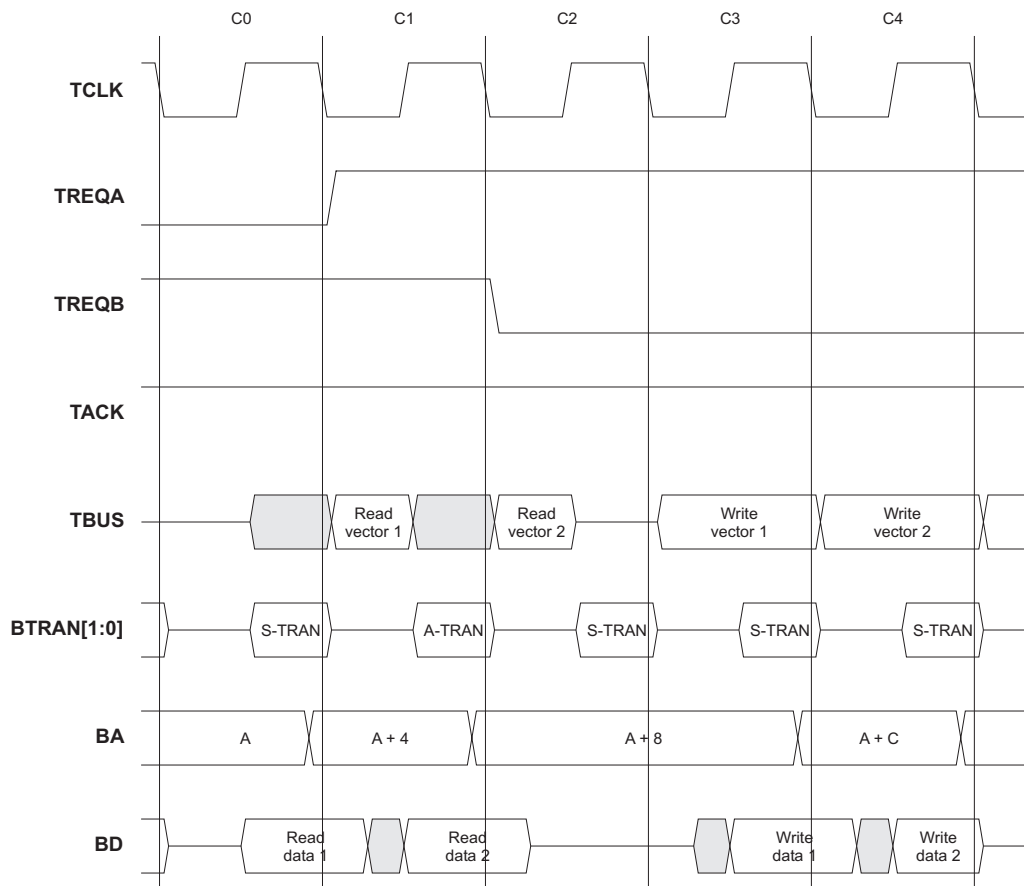 C0 C1 C2 C3 C4
TCLK
TREQA
TREQB
TACK
TBUS
Read
vector 1
Read
vector 2
Write
vector 1
Write
vector 2
BTRAN[1:0]
S-TRAN A-TRAN S-TRAN S-TRAN S-TRAN
BA
A A + 4 A + 8 A + C
BD
Read
data 1
Read
data 2
Write
data 1
Write
data 2